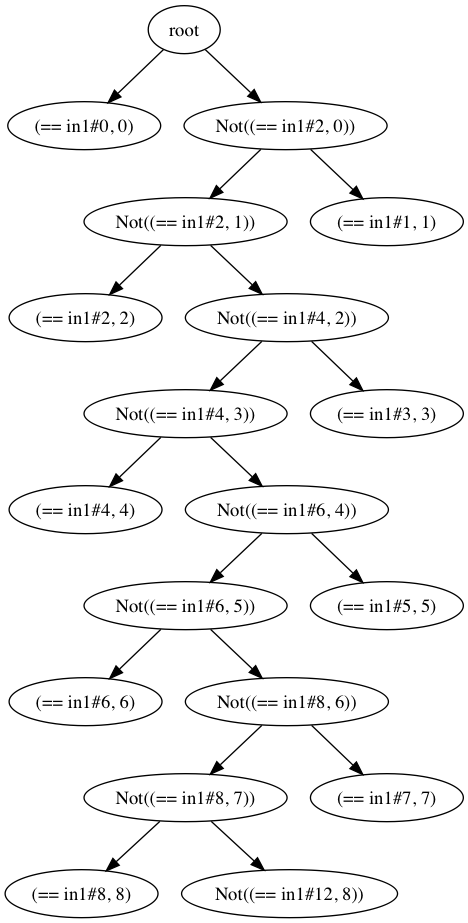 root
(== in1#0, 0)
Not((== in1#2, 0))
Not((== in1#2, 1))
(== in1#1, 1)
(== in1#2, 2)
Not((== in1#4, 2))
Not((== in1#4, 3))
(== in1#3, 3)
(== in1#4, 4)
Not((== in1#6, 4))
Not((== in1#6, 5))
(== in1#5, 5)
(== in1#6, 6)
Not((== in1#8, 6))
Not((== in1#8, 7))
(== in1#7, 7)
(== in1#8, 8)
Not((== in1#12, 8))